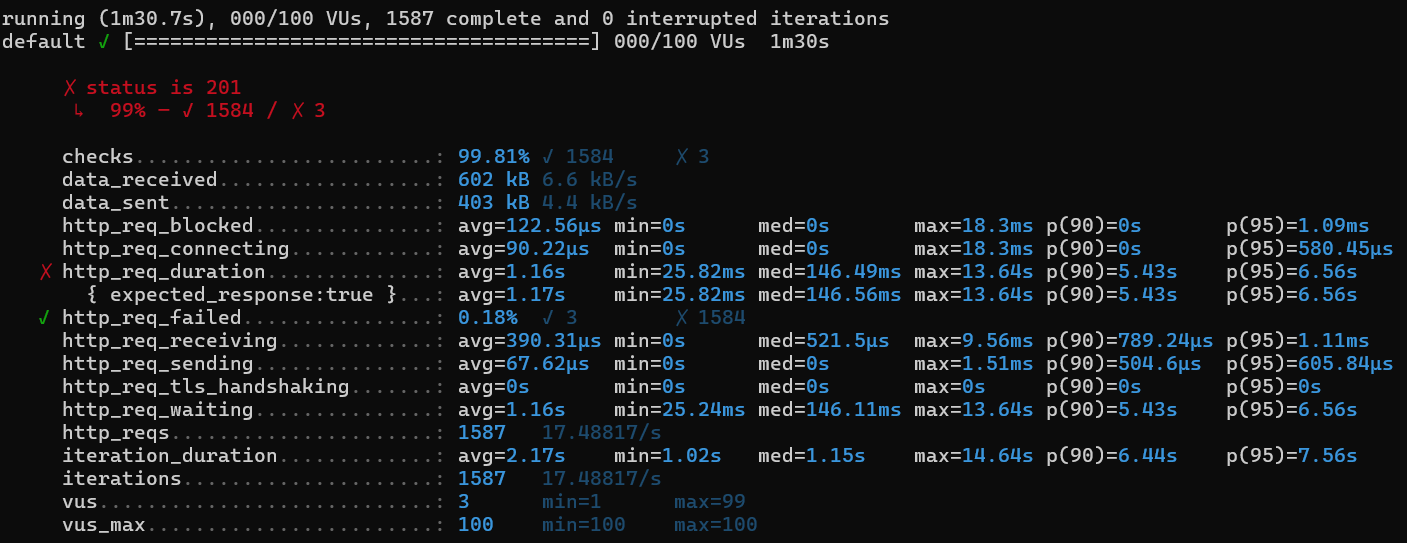 running (1m30.7s), 000/100 VUs, 1587 complete and 0 interrupted iterations
default ✓ [======================================] 000/100 VUs  1m30s

     ✗ status is 201
      ↳  99% — ✓ 1584 / ✗ 3

     checks.........................: 99.81% ✓ 1584     ✗ 3
     data_received..................: 602 kB 6.6 kB/s
     data_sent......................: 403 kB 4.4 kB/s
     http_req_blocked...............: avg=122.56µs min=0s      med=0s       max=18.3ms p(90)=0s       p(95)=1.09ms
     http_req_connecting............: avg=90.22µs  min=0s      med=0s       max=18.3ms p(90)=0s       p(95)=580.45µs
   ✗ http_req_duration..............: avg=1.16s    min=25.82ms med=146.49ms max=13.64s p(90)=5.43s    p(95)=6.56s
       { expected_response:true }...: avg=1.17s    min=25.82ms med=146.56ms max=13.64s p(90)=5.43s    p(95)=6.56s
   ✓ http_req_failed................: 0.18%  ✓ 3        ✗ 1584
     http_req_receiving.............: avg=390.31µs min=0s      med=521.5µs  max=9.56ms p(90)=789.24µs p(95)=1.11ms
     http_req_sending...............: avg=67.62µs  min=0s      med=0s       max=1.51ms p(90)=504.6µs  p(95)=605.84µs
     http_req_tls_handshaking.......: avg=0s       min=0s      med=0s       max=0s     p(90)=0s       p(95)=0s
     http_req_waiting...............: avg=1.16s    min=25.24ms med=146.11ms max=13.64s p(90)=5.43s    p(95)=6.56s
     http_reqs......................: 1587   17.48817/s
     iteration_duration.............: avg=2.17s    min=1.02s   med=1.15s    max=14.64s p(90)=6.44s    p(95)=7.56s
     iterations.....................: 1587   17.48817/s
     vus............................: 3      min=1      max=99
     vus_max........................: 100    min=100    max=100